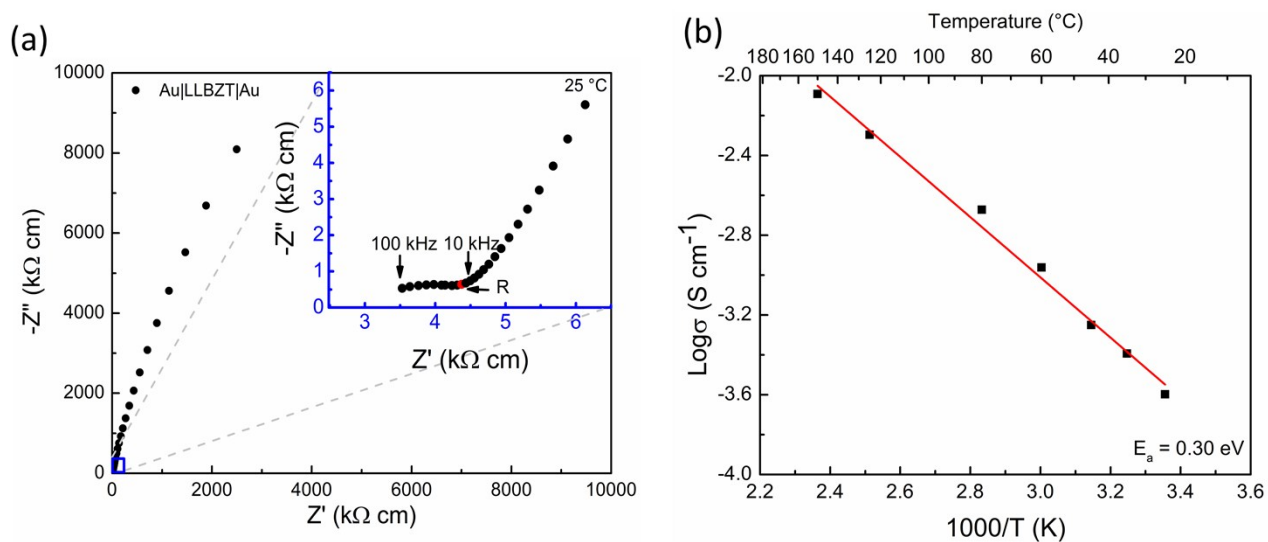 (a)
10000
8000
6000
4000
2000
0
-Z'' (kΩ cm)
Au|LLBZT|Au
25 °C
6
5
4
3
2
1
0
-Z'' (kΩ cm)
100 kHz
10 kHz
R
3 4 5 6
Z' (kΩ cm)
0 2000 4000 6000 8000 10000
Z' (kΩ cm)
(b)
Temperature (°C)
180 160 140 120 100 80 60 40 20
-2.0
-2.4
-2.8
-3.2
-3.6
-4.0
Logσ (S cm⁻¹)
Eₐ = 0.30 eV
2.2 2.4 2.6 2.8 3.0 3.2 3.4 3.6
1000/T (K)